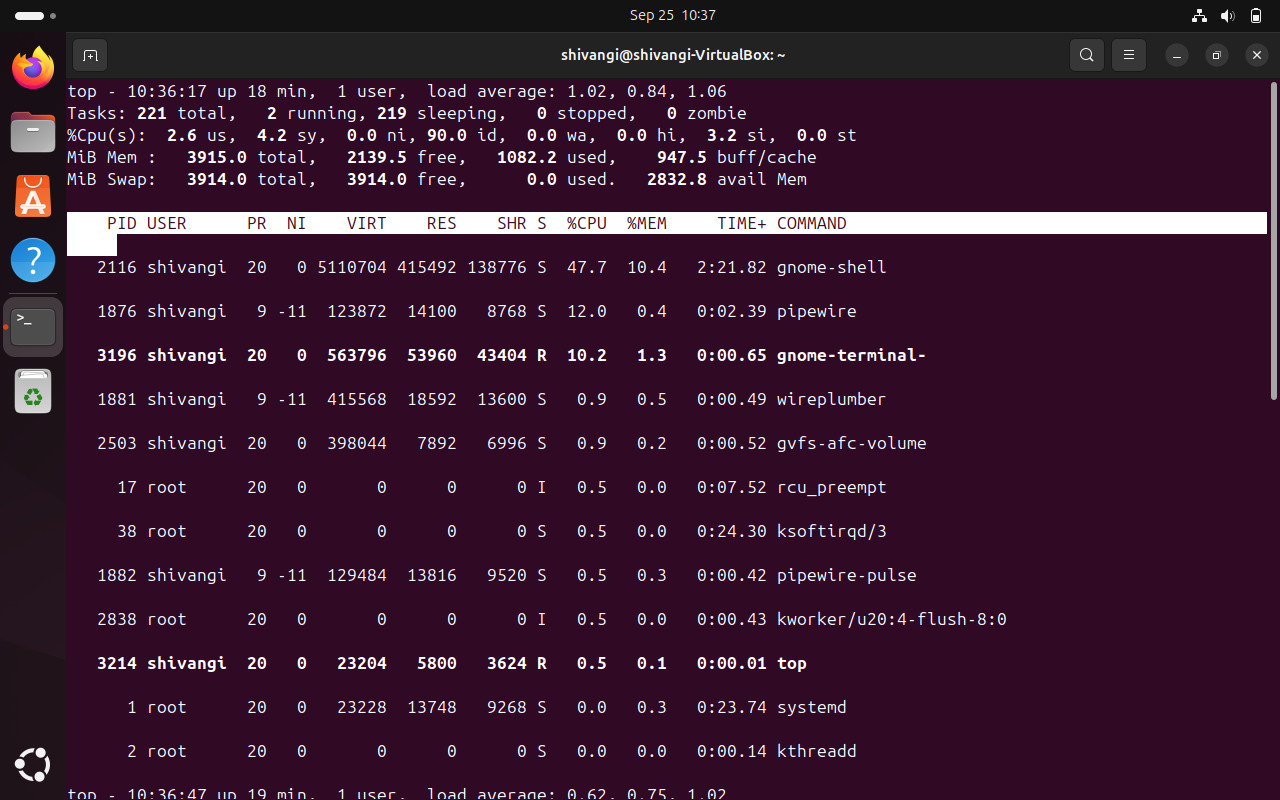 Sep 25 10:37
shivangi@shivangi-VirtualBox: ~
top - 10:36:17 up 18 min,  1 user,  load average: 1.02, 0.84, 1.06
Tasks: 221 total,   2 running, 219 sleeping,   0 stopped,   0 zombie
%Cpu(s):  2.6 us,  4.2 sy,  0.0 ni, 90.0 id,  0.0 wa,  0.0 hi,  3.2 si,  0.0 st
MiB Mem :   3915.0 total,   2139.5 free,   1082.2 used,    947.5 buff/cache
MiB Swap:   3914.0 total,   3914.0 free,      0.0 used.   2832.8 avail Mem
PID USER      PR  NI    VIRT    RES    SHR S  %CPU  %MEM     TIME+ COMMAND
2116 shivangi  20   0 5110704 415492 138776 S  47.7  10.4   2:21.82 gnome-shell
1876 shivangi   9 -11  123872  14100   8768 S  12.0   0.4   0:02.39 pipewire
3196 shivangi  20   0  563796  53960  43404 R  10.2   1.3   0:00.65 gnome-terminal-
1881 shivangi   9 -11  415568  18592  13600 S   0.9   0.5   0:00.49 wireplumber
2503 shivangi  20   0  398044   7892   6996 S   0.9   0.2   0:00.52 gvfs-afc-volume
17 root      20   0       0      0      0 I   0.5   0.0   0:07.52 rcu_preempt
38 root      20   0       0      0      0 S   0.5   0.0   0:24.30 ksoftirqd/3
1882 shivangi   9 -11  129484  13816   9520 S   0.5   0.3   0:00.42 pipewire-pulse
2838 root      20   0       0      0      0 I   0.5   0.0   0:00.43 kworker/u20:4-flush-8:0
3214 shivangi  20   0   23204   5800   3624 R   0.5   0.1   0:00.01 top
1 root      20   0   23228  13748   9268 S   0.0   0.3   0:23.74 systemd
2 root      20   0       0      0      0 S   0.0   0.0   0:00.14 kthreadd
top - 10:36:47 up 19 min,  1 user,  load average: 0.62, 0.75, 1.02